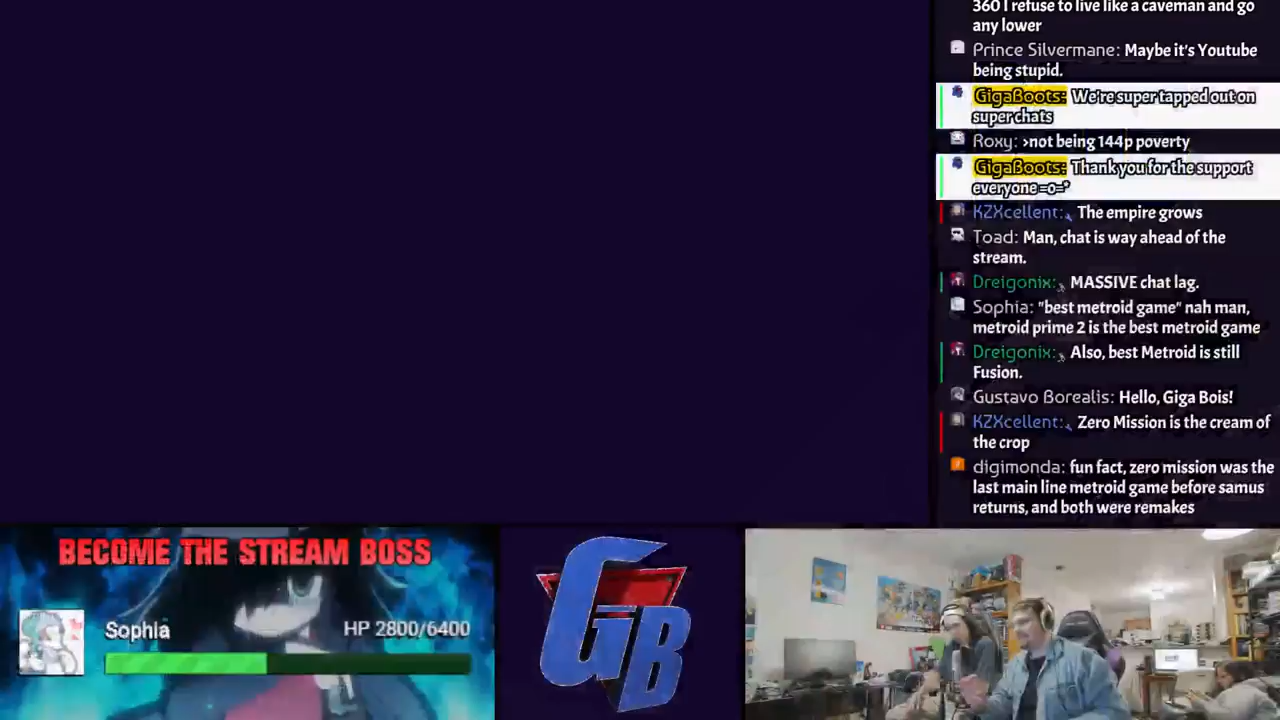 360 I refuse to live like a caveman and go
any lower
Prince Silvermane: Maybe it's Youtube
being stupid.
GigaBoots: We're super tapped out on
super chats
Roxy: >not being 144p poverty
GigaBoots: Thank you for the support
everyone =o=*
KZXcellent: The empire grows
Toad: Man, chat is way ahead of the
stream.
Dreigonix: MASSIVE chat lag.
Sophia: "best metroid game" nah man,
metroid prime 2 is the best metroid game
Dreigonix: Also, best Metroid is still
Fusion.
Gustavo Borealis: Hello, Giga Bois!
KZXcellent: Zero Mission is the cream of
the crop
digimonda: fun fact, zero mission was the
last main line metroid game before samus
returns, and both were remakes
BECOME THE STREAM BOSS
Sophia HP 2800/6400
GB